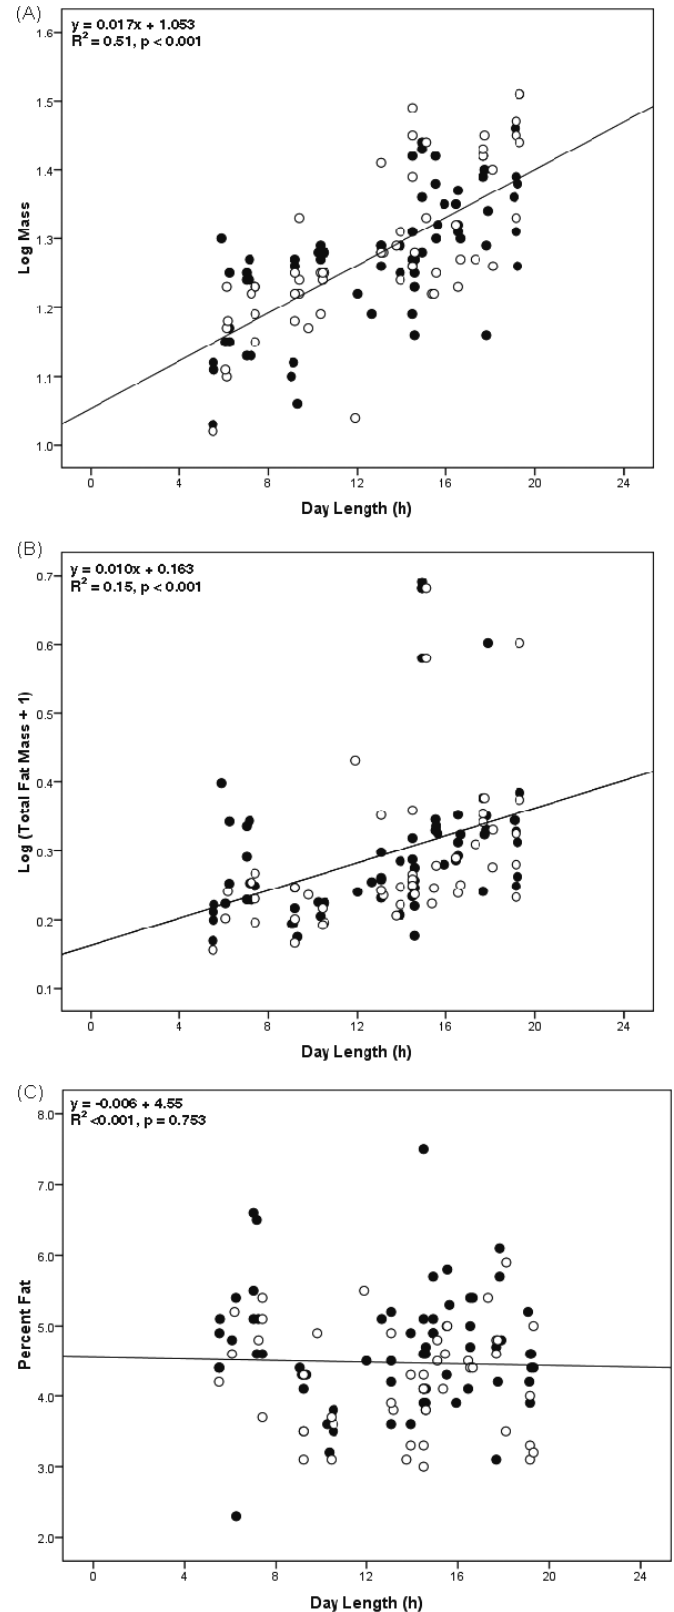 (A)
y = 0.017x + 1.053
R² = 0.51, p < 0.001
1.6
1.5
1.4
1.3
1.2
1.1
1.0
Log Mass
0 4 8 12 16 20 24
Day Length (h)
(B)
y = 0.010x + 0.163
R² = 0.15, p < 0.001
0.7
0.6
0.5
0.4
0.3
0.2
0.1
Log (Total Fat Mass + 1)
0 4 8 12 16 20 24
Day Length (h)
(C)
y = -0.006 + 4.55
R² <0.001, p = 0.753
8.0
7.0
6.0
5.0
4.0
3.0
2.0
Percent Fat
0 4 8 12 16 20 24
Day Length (h)